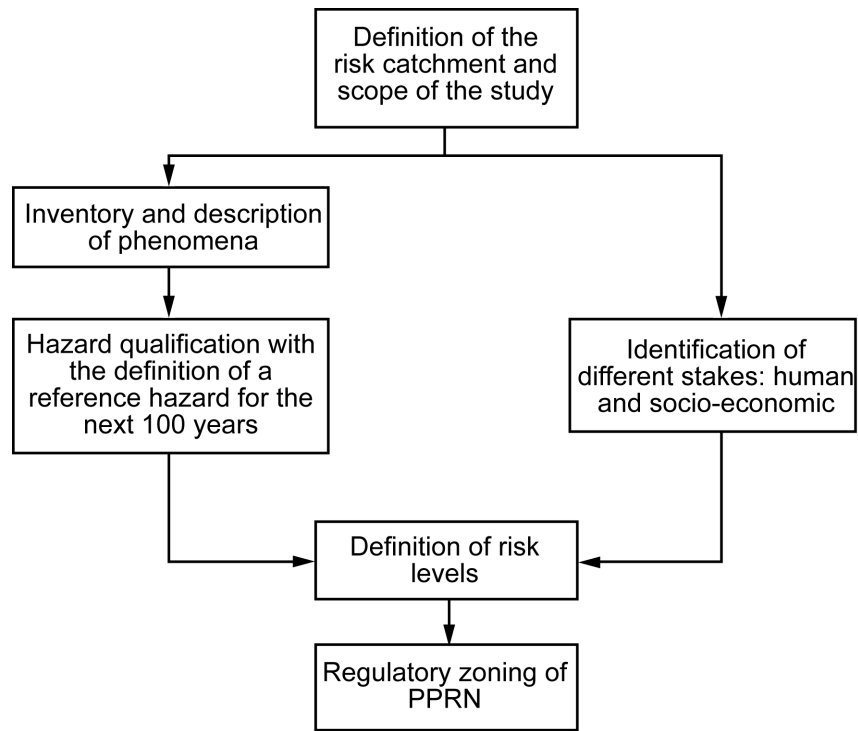 Definition of the
risk catchment and
scope of the study
Inventory and description
of phenomena
Hazard qualification with
the definition of a
reference hazard for the
next 100 years
Identification of
different stakes: human
and socio-economic
Definition of risk
levels
Regulatory zoning of
PPRN